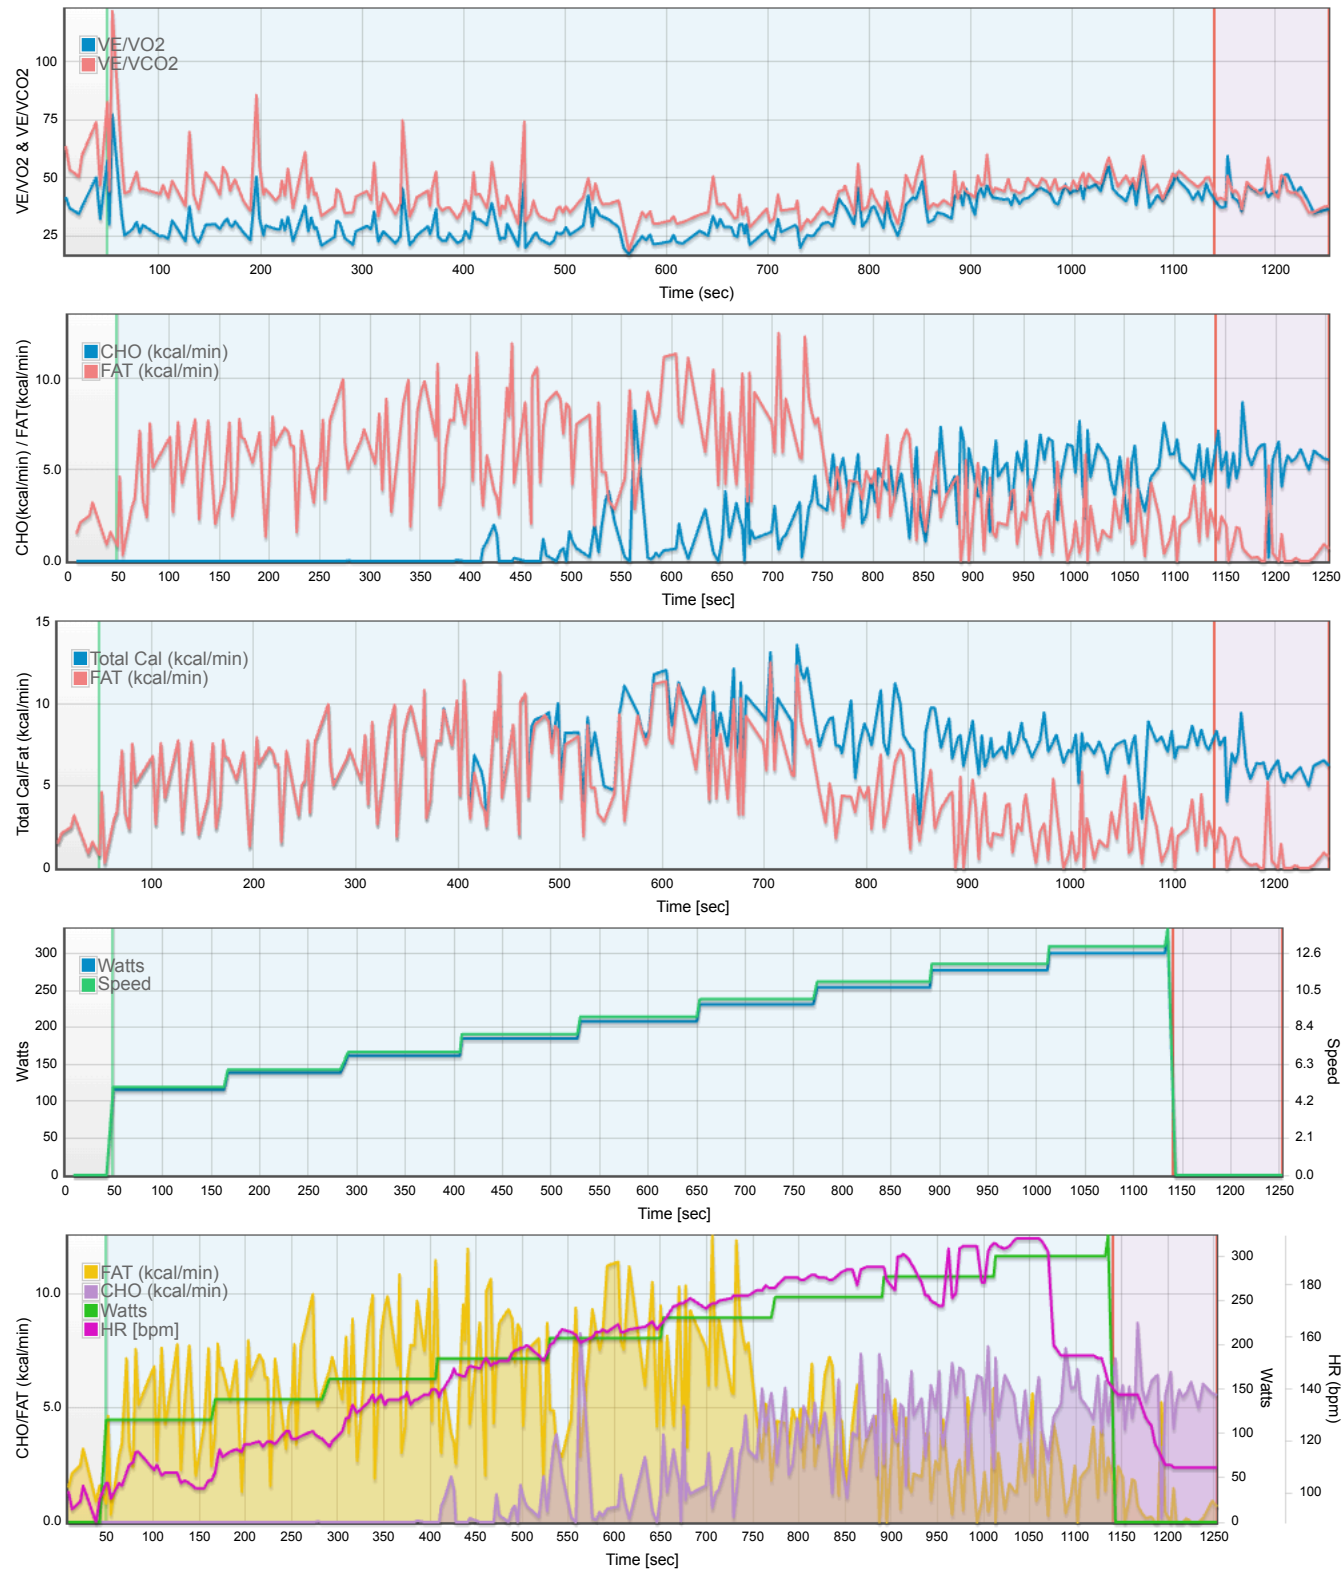 VE/VO2 & VE/VCO2
VE/VO2
VE/VCO2
100
75
50
25
100 200 300 400 500 600 700 800 900 1000 1100 1200
Time (sec)
CHO(kcal/min) / FAT(kcal/min)
CHO (kcal/min)
FAT (kcal/min)
10.0
5.0
0.0
0 50 100 150 200 250 300 350 400 450 500 550 600 650 700 750 800 850 900 950 1000 1050 1100 1150 1200 1250
Time [sec]
Total Cal/Fat (kcal/min)
Total Cal (kcal/min)
FAT (kcal/min)
15
10
5
0
100 200 300 400 500 600 700 800 900 1000 1100 1200
Time [sec]
Watts
Watts
Speed
300
250
200
150
100
50
0
12.6
10.5
8.4
6.3
4.2
2.1
0.0
Speed
0 50 100 150 200 250 300 350 400 450 500 550 600 650 700 750 800 850 900 950 1000 1050 1100 1150 1200 1250
Time [sec]
CHO/FAT (kcal/min)
FAT (kcal/min)
CHO (kcal/min)
Watts
HR [bpm]
10.0
5.0
0.0
300
250
200
150
100
50
0
Watts
180
160
140
120
100
HR (bpm)
50 100 150 200 250 300 350 400 450 500 550 600 650 700 750 800 850 900 950 1000 1050 1100 1150 1200 1250
Time [sec]